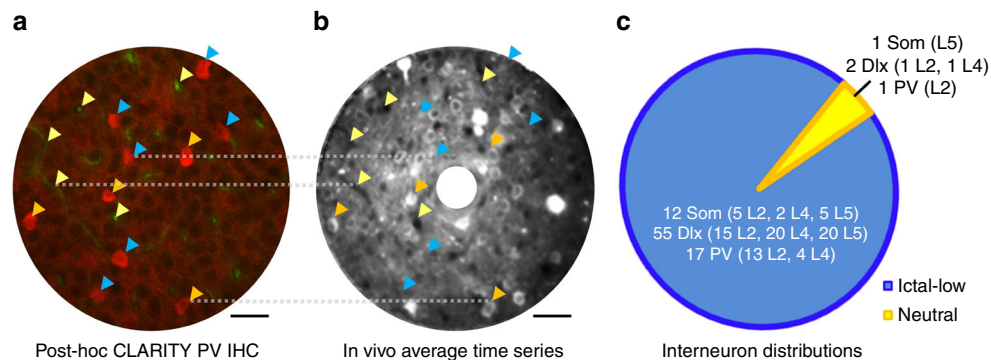 a
b
c
1 Som (L5)
2 Dlx (1 L2, 1 L4)
1 PV (L2)
12 Som (5 L2, 2 L4, 5 L5)
55 Dlx (15 L2, 20 L4, 20 L5)
17 PV (13 L2, 4 L4)
Ictal-low
Neutral
Post-hoc CLARITY PV IHC
In vivo average time series
Interneuron distributions